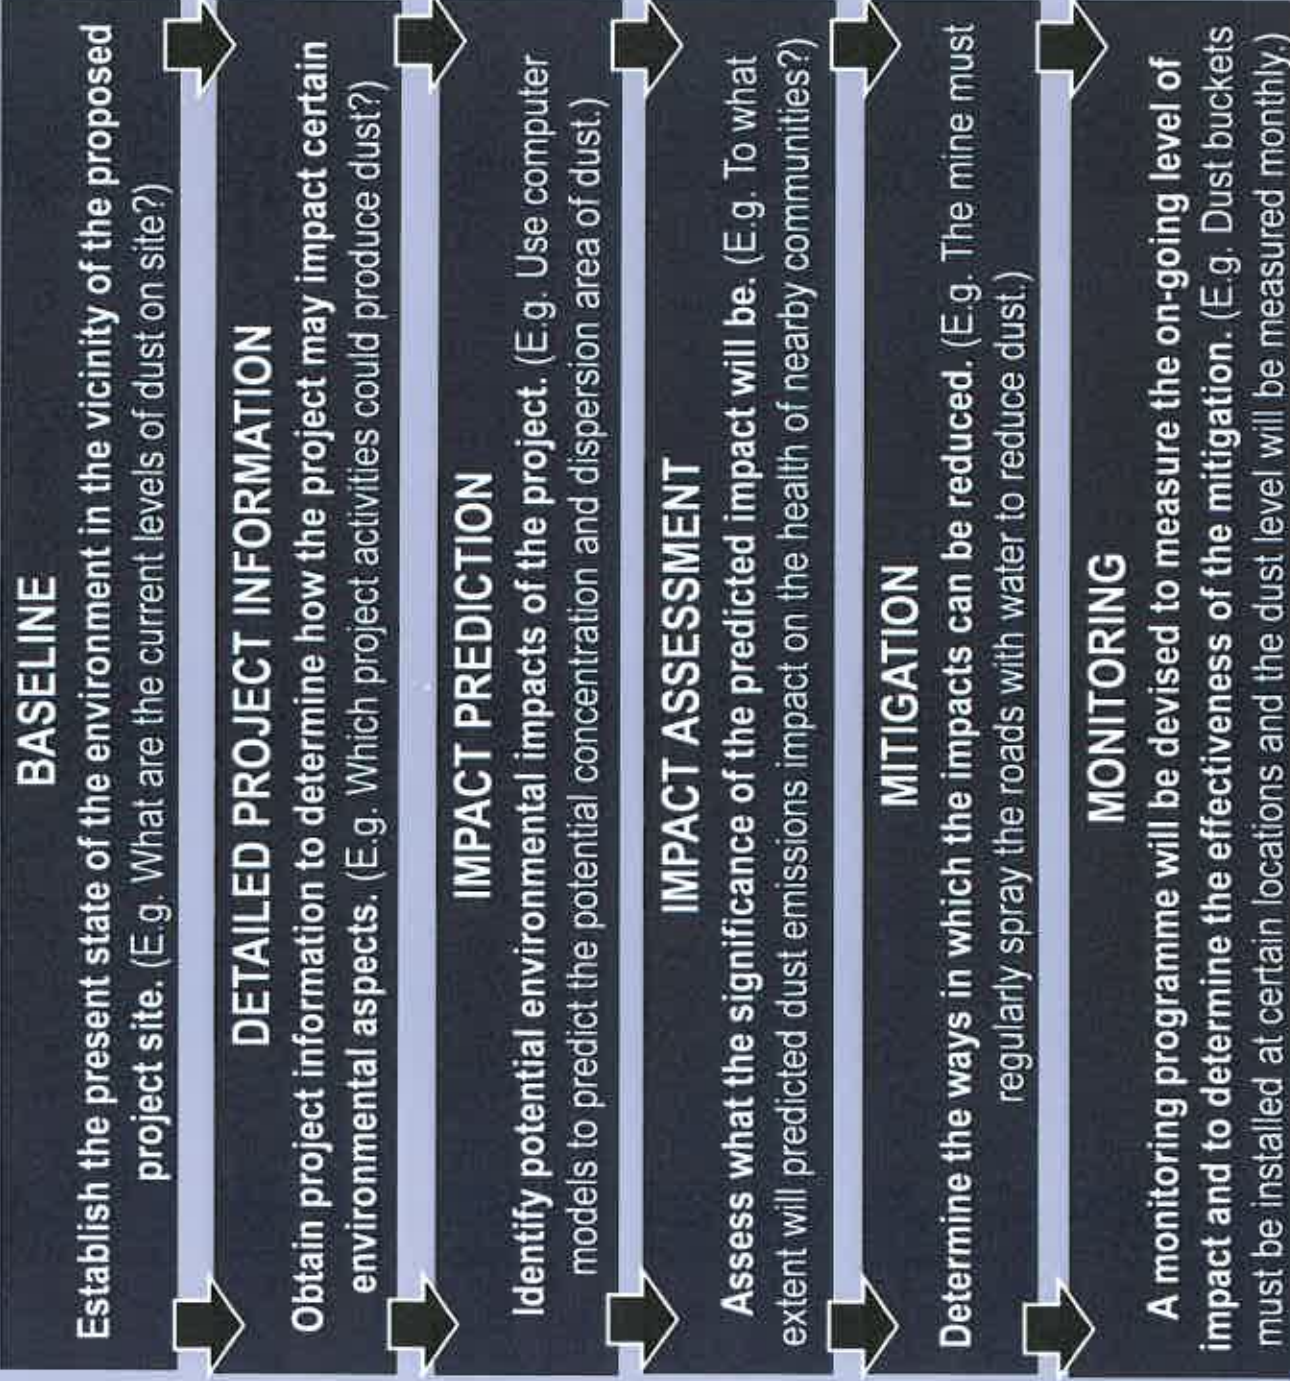 BASELINE
Establish the present state of the environment in the vicinity of the proposed
project site. (E.g. What are the current levels of dust on site?)
DETAILED PROJECT INFORMATION
Obtain project information to determine how the project may impact certain
environmental aspects. (E.g. Which project activities could produce dust?)
IMPACT PREDICTION
Identify potential environmental impacts of the project. (E.g. Use computer
models to predict the potential concentration and dispersion area of dust.)
IMPACT ASSESSMENT
Assess what the significance of the predicted impact will be. (E.g. To what
extent will predicted dust emissions impact on the health of nearby communities?)
MITIGATION
Determine the ways in which the impacts can be reduced. (E.g. The mine must
regularly spray the roads with water to reduce dust.)
MONITORING
A monitoring programme will be devised to measure the on-going level of
impact and to determine the effectiveness of the mitigation. (E.g. Dust buckets
must be installed at certain locations and the dust level will be measured monthly.)